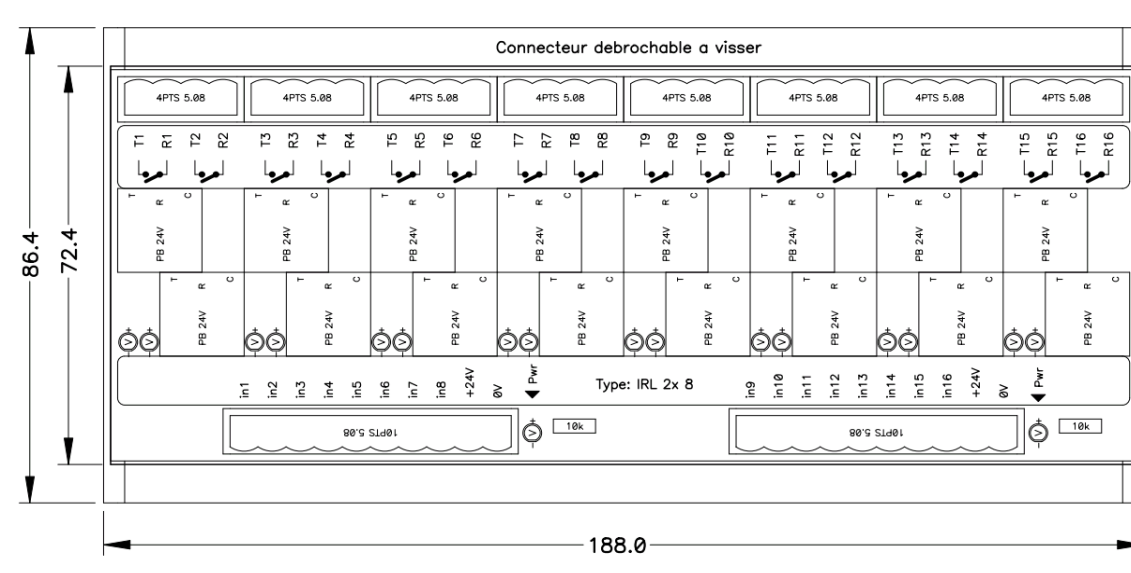 Connecteur debrochable a visser
4PTS 5.08 4PTS 5.08 4PTS 5.08 4PTS 5.08 4PTS 5.08 4PTS 5.08 4PTS 5.08 4PTS 5.08
T1 R1 T2 R2 T3 R3 T4 R4 T5 R5 T6 R6 T7 R7 T8 R8 T9 R9 T10 R10 T11 R11 T12 R12 T13 R13 T14 R14 T15 R15 T16 R16
T R C T R C T R C T R C T R C T R C T R C T R C
PB 24V PB 24V PB 24V PB 24V PB 24V PB 24V PB 24V PB 24V
86.4
72.4
T R C T R C T R C T R C T R C T R C T R C T R C
PB 24V PB 24V PB 24V PB 24V PB 24V PB 24V PB 24V PB 24V
V+ V+ V+ V+ V+ V+ V+ V+ V+ V+ V+ V+ V+ V+ V+ V+
in1 in2 in3 in4 in5 in6 in7 in8 +24V 0V Pwr Type: IRL 2x 8 in9 in10 in11 in12 in13 in14 in15 in16 +24V 0V Pwr
10PTS 5.08 -V+ 10k 10PTS 5.08 -V+ 10k
188.0